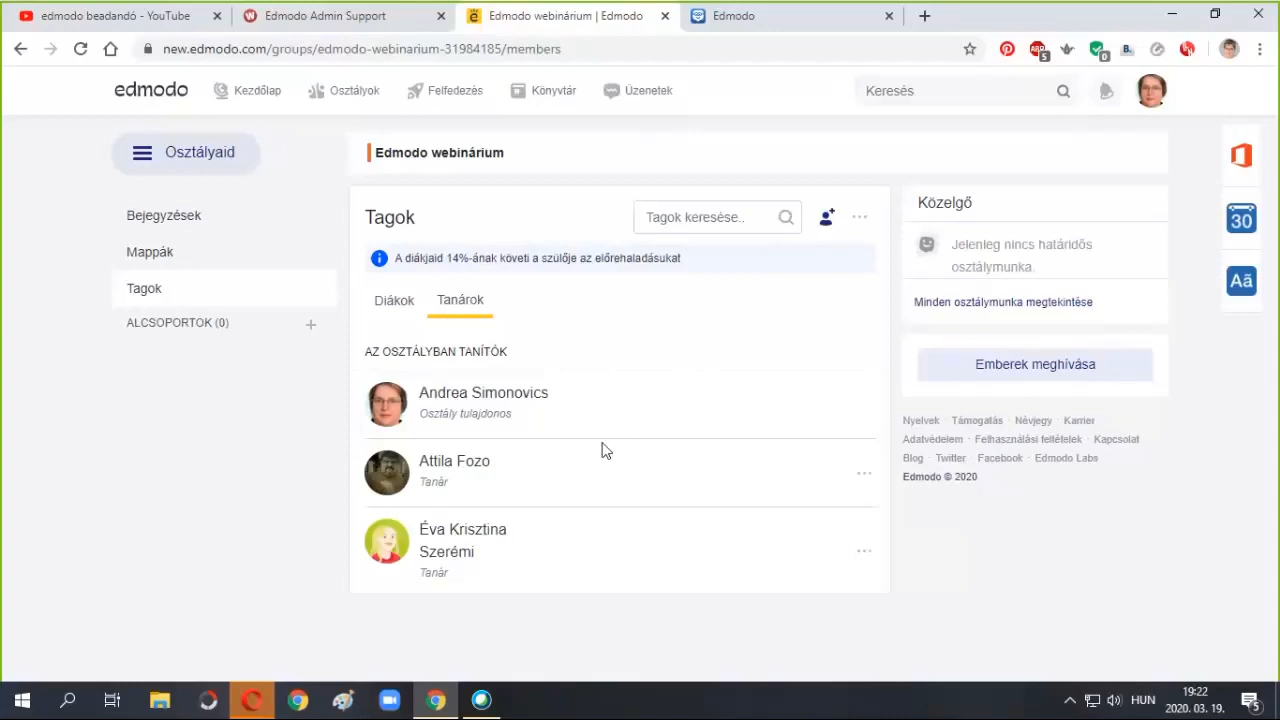 edmodo beadandó - YouTube
Edmodo Admin Support
Edmodo webinárium | Edmodo
Edmodo
new.edmodo.com/groups/edmodo-webinarium-31984185/members
edmodo
Kezdőlap
Osztályok
Felfedezés
Könyvtár
Üzenetek
Keresés
Osztályaid
Bejegyzések
Mappák
Tagok
ALCSOPORTOK (0)
Edmodo webinárium
Tagok
Tagok keresése..
A diákjaid 14%-ának követi a szülője az előrehaladásukat
Diákok
Tanárok
AZ OSZTÁLYBAN TANÍTÓK
Andrea Simonovics
Osztály tulajdonos
Attila Fozo
Tanár
Éva Krisztina
Szerémi
Tanár
Közelgő
Jelenleg nincs határidős
osztálymunka.
Minden osztálymunka megtekintése
Emberek meghívása
Nyelvek · Támogatás · Névjegy · Karrier
Adatvédelem · Felhasználási feltételek · Kapcsolat
Blog · Twitter · Facebook · Edmodo Labs
Edmodo © 2020
30
Aã
HUN
19:22
2020. 03. 19.
5